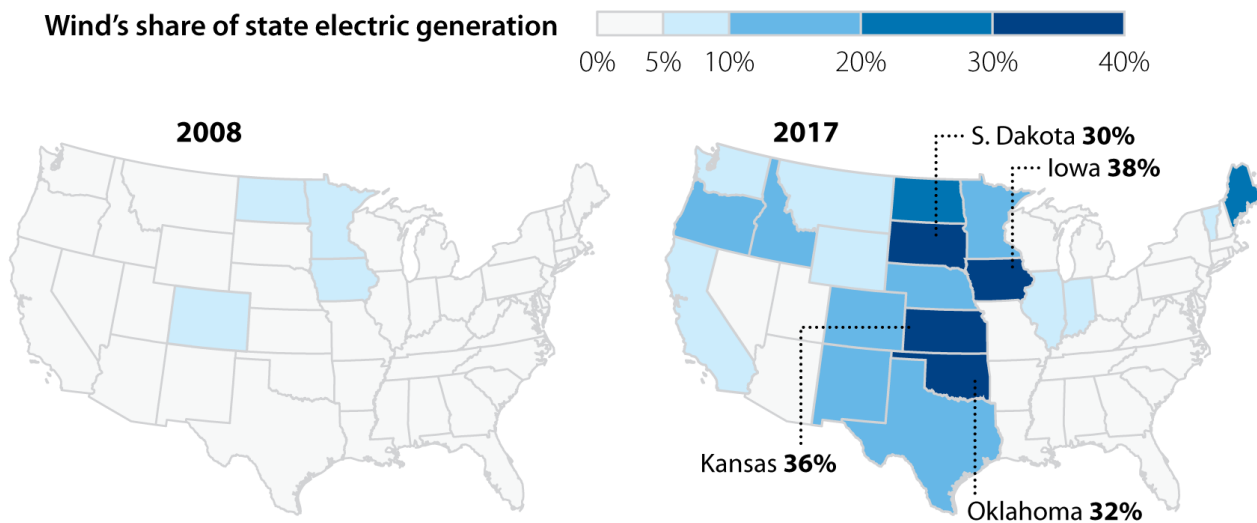 Wind's share of state electric generation
0% 5% 10% 20% 30% 40%
2008
2017
S. Dakota 30%
Iowa 38%
Kansas 36%
Oklahoma 32%